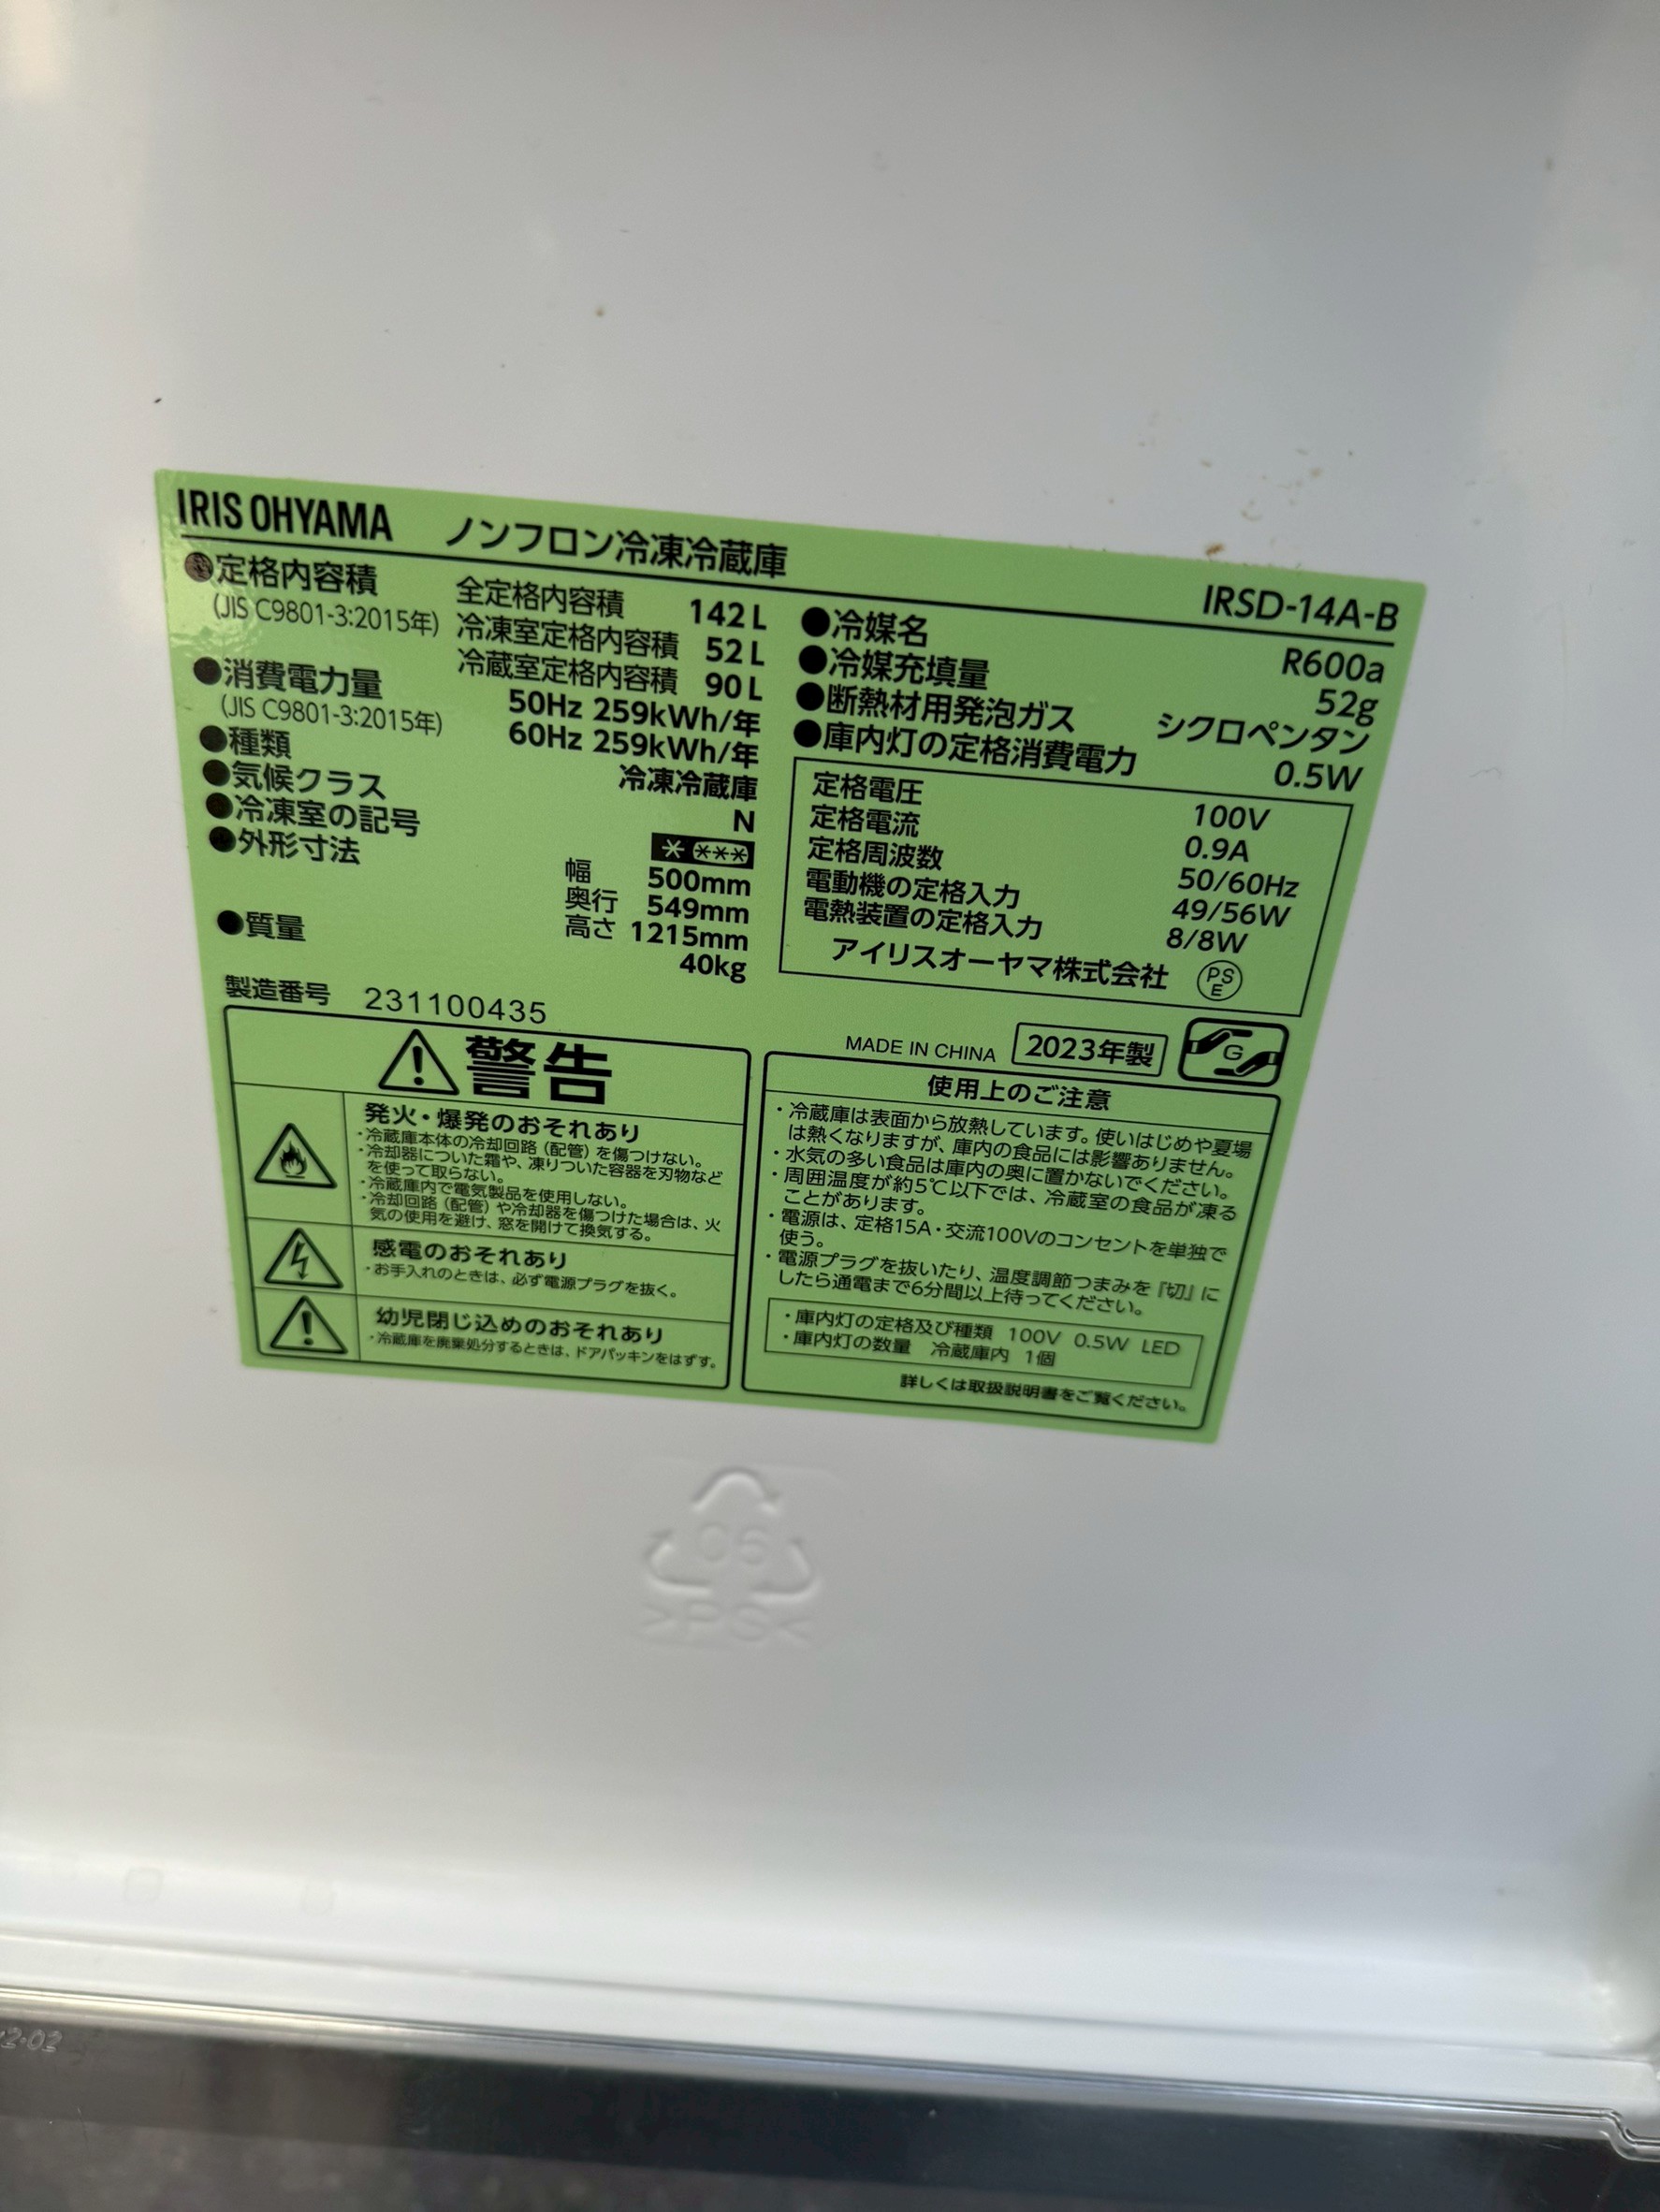 IRIS OHYAMA ノンフロン冷凍冷蔵庫 IRSD-14A-B
●定格内容積 全定格内容積 142L
(JIS C9801-3:2015年) 冷凍室定格内容積 52L
冷蔵室定格内容積 90L
●消費電力量 50Hz 259kWh/年
(JIS C9801-3:2015年) 60Hz 259kWh/年
●種類 冷凍冷蔵庫
●気候クラス N
●冷凍室の記号
●外形寸法 幅 500mm
奥行 549mm
高さ 1215mm
●質量 40kg
製造番号 231100435
●冷媒名 R600a
●冷媒充填量 52g
●断熱材用発泡ガス シクロペンタン
●庫内灯の定格消費電力 0.5W
定格電圧 100V
定格電流 0.9A
定格周波数 50/60Hz
電動機の定格入力 49/56W
電熱装置の定格入力 8/8W
アイリスオーヤマ株式会社 PSE
MADE IN CHINA 2023年製 G
警告
発火・爆発のおそれあり
・冷蔵庫本体の冷却回路（配管）を傷つけない。
・冷却器についた霜や、凍りついた容器を刃物など
を使って取らない。
・冷蔵庫内で電気製品を使用しない。
・冷却回路（配管）や冷却器を傷つけた場合は、火
気の使用を避け、窓を開けて換気する。
感電のおそれあり
・お手入れのときは、必ず電源プラグを抜く。
幼児閉じ込めのおそれあり
・冷蔵庫を廃棄処分するときは、ドアパッキンをはずす。
使用上のご注意
・冷蔵庫は表面から放熱しています。使いはじめや夏場
は熱くなりますが、庫内の食品には影響ありません。
・水気の多い食品は庫内の奥に置かないでください。
・周囲温度が約5℃以下では、冷蔵室の食品が凍る
ことがあります。
・電源は、定格15A・交流100Vのコンセントを単独で
使う。
・電源プラグを抜いたり、温度調節つまみを『切』に
したら通電まで6分間以上待ってください。
・庫内灯の定格及び種類 100V 0.5W LED
・庫内灯の数量 冷蔵庫内 1個
詳しくは取扱説明書をご覧ください。
06
>PS<